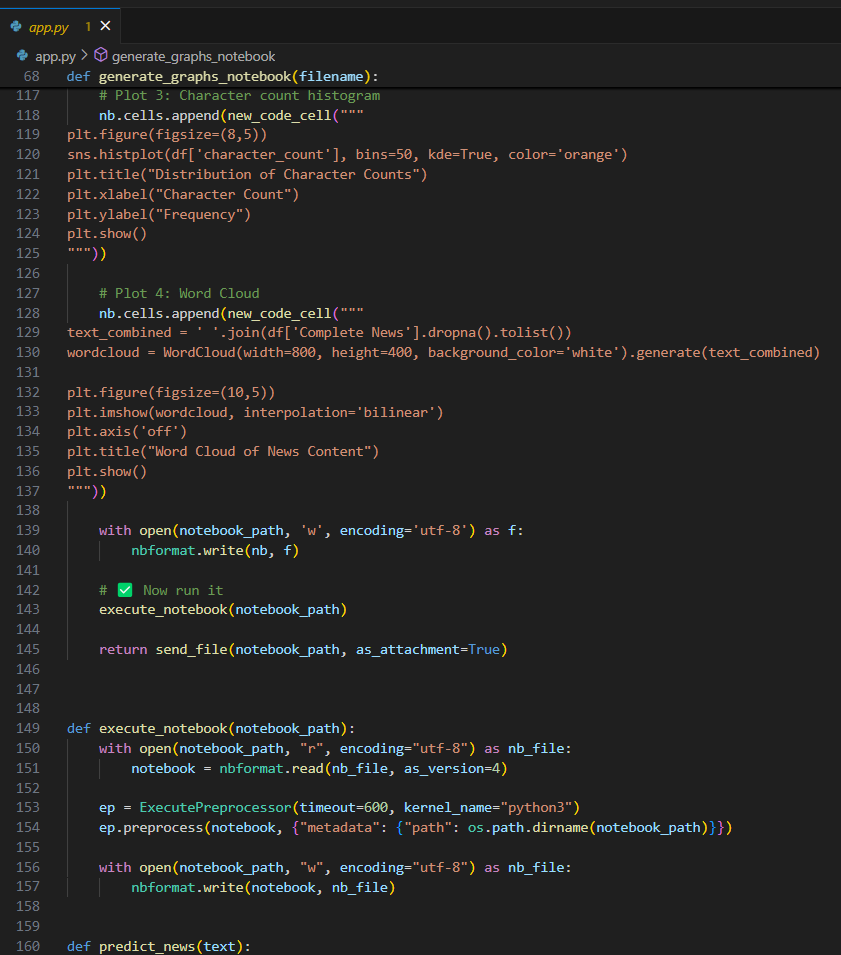 app.py 1 ×
app.py > generate_graphs_notebook
68 def generate_graphs_notebook(filename):
117 # Plot 3: Character count histogram
118 nb.cells.append(new_code_cell("""
119 plt.figure(figsize=(8,5))
120 sns.histplot(df['character_count'], bins=50, kde=True, color='orange')
121 plt.title("Distribution of Character Counts")
122 plt.xlabel("Character Count")
123 plt.ylabel("Frequency")
124 plt.show()
125 """))
126
127 # Plot 4: Word Cloud
128 nb.cells.append(new_code_cell("""
129 text_combined = ' '.join(df['Complete News'].dropna().tolist())
130 wordcloud = WordCloud(width=800, height=400, background_color='white').generate(text_combined)
131
132 plt.figure(figsize=(10,5))
133 plt.imshow(wordcloud, interpolation='bilinear')
134 plt.axis('off')
135 plt.title("Word Cloud of News Content")
136 plt.show()
137 """))
138
139 with open(notebook_path, 'w', encoding='utf-8') as f:
140 nbformat.write(nb, f)
141
142 # ✅ Now run it
143 execute_notebook(notebook_path)
144
145 return send_file(notebook_path, as_attachment=True)
146
147
148
149 def execute_notebook(notebook_path):
150 with open(notebook_path, "r", encoding="utf-8") as nb_file:
151 notebook = nbformat.read(nb_file, as_version=4)
152
153 ep = ExecutePreprocessor(timeout=600, kernel_name="python3")
154 ep.preprocess(notebook, {"metadata": {"path": os.path.dirname(notebook_path)}})
155
156 with open(notebook_path, "w", encoding="utf-8") as nb_file:
157 nbformat.write(notebook, nb_file)
158
159
160 def predict_news(text):